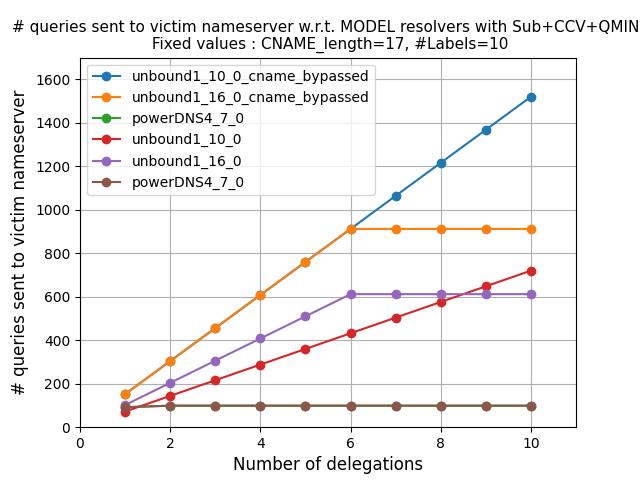 # queries sent to victim nameserver w.r.t. MODEL resolvers with Sub+CCV+QMIN
Fixed values : CNAME_length=17, #Labels=10
unbound1_10_0_cname_bypassed
unbound1_16_0_cname_bypassed
powerDNS4_7_0
unbound1_10_0
unbound1_16_0
powerDNS4_7_0
# queries sent to victim nameserver
1600
1400
1200
1000
800
600
400
200
0
0 2 4 6 8 10
Number of delegations